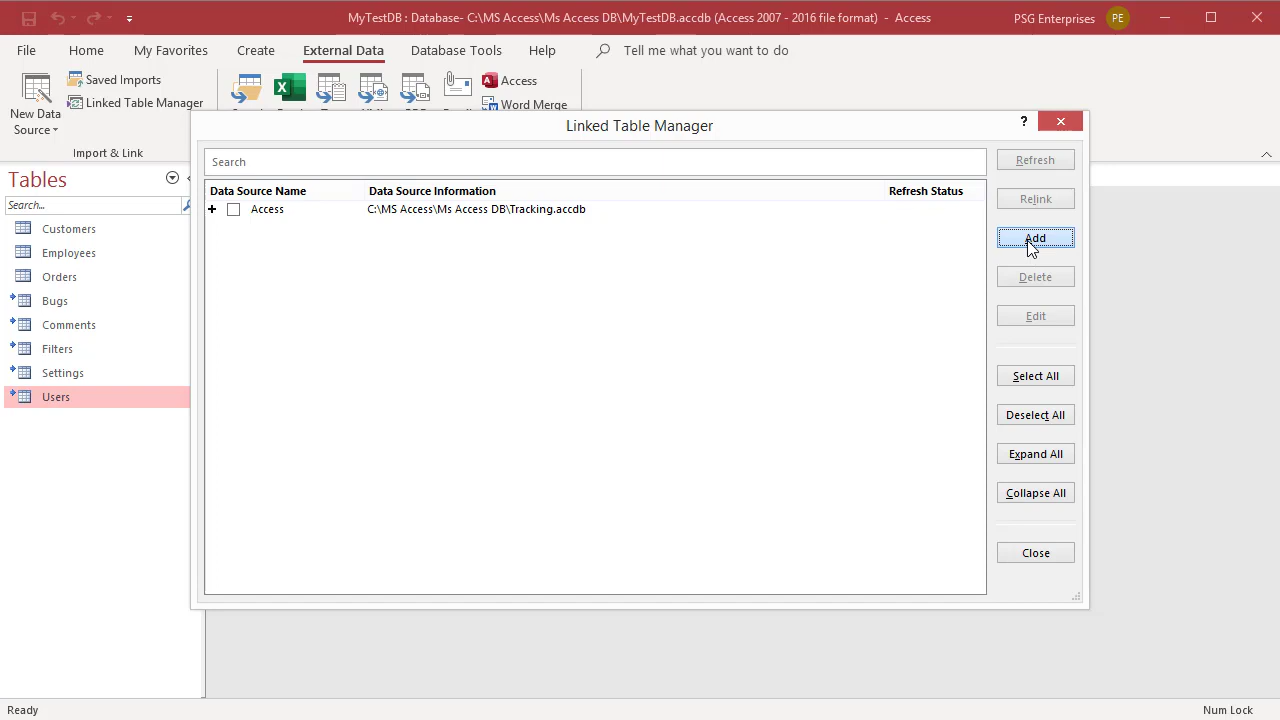 MyTestDB : Database- C:\MS Access\Ms Access DB\MyTestDB.accdb (Access 2007 - 2016 file format) - Access
PSG Enterprises
PE
File
Home
My Favorites
Create
External Data
Database Tools
Help
Tell me what you want to do
New Data
Source
Saved Imports
Linked Table Manager
Import & Link
Access
Word Merge
Linked Table Manager
?
Search
Data Source Name
Data Source Information
Refresh Status
Access
C:\MS Access\Ms Access DB\Tracking.accdb
Refresh
Relink
Add
Delete
Edit
Select All
Deselect All
Expand All
Collapse All
Close
Tables
Search...
Customers
Employees
Orders
Bugs
Comments
Filters
Settings
Users
Ready
Num Lock